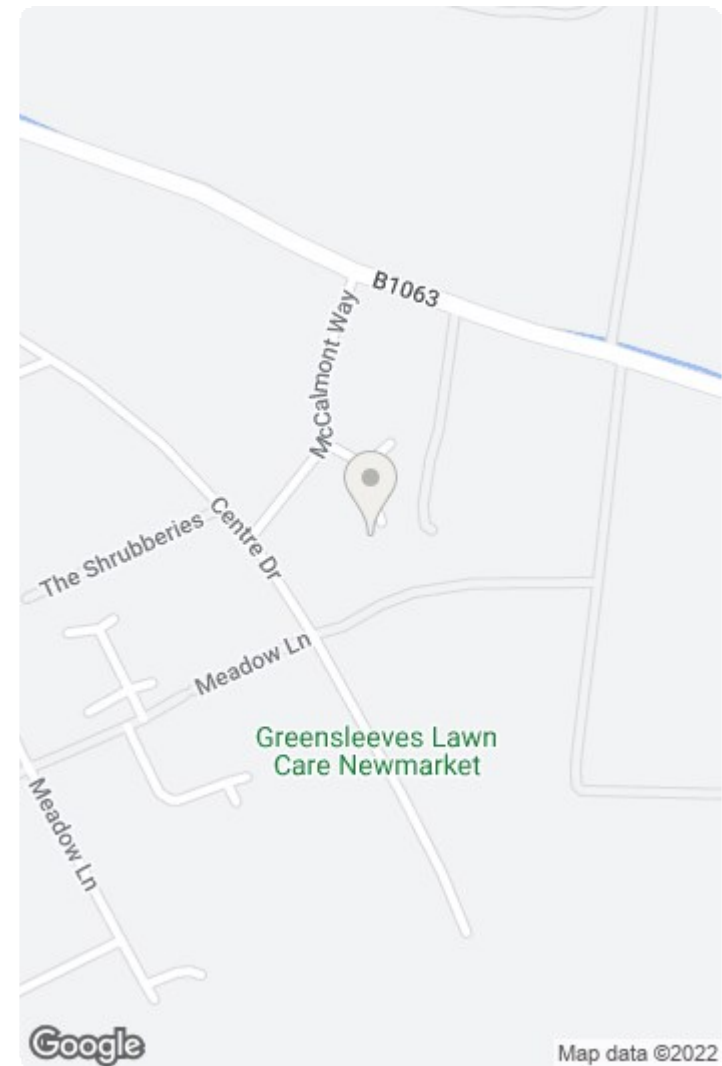 B1063
McCalmont Way
Centre Dr
The Shrubberies
Meadow Ln
Greensleeves Lawn
Care Newmarket
Meadow Ln
Google
Map data ©2022